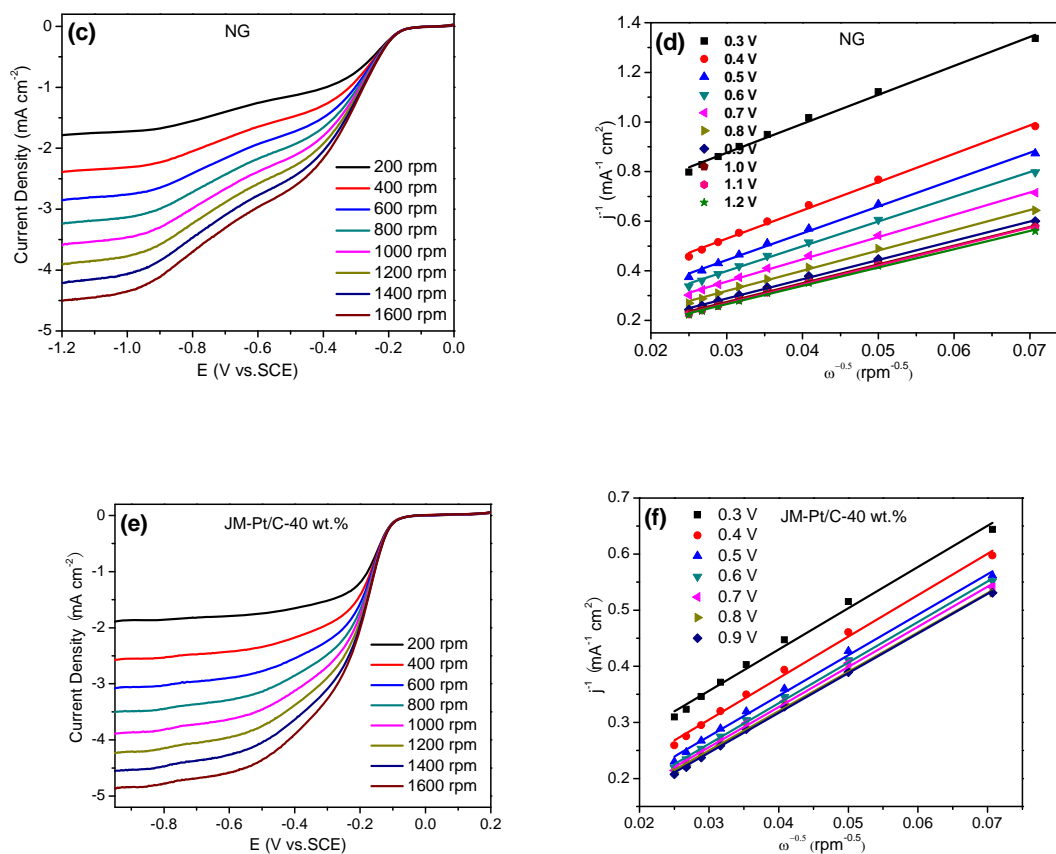 (c)
NG
Current Density (mA cm-2)
0
-1
-2
-3
-4
-5
200 rpm
400 rpm
600 rpm
800 rpm
1000 rpm
1200 rpm
1400 rpm
1600 rpm
-1.2 -1.0 -0.8 -0.6 -0.4 -0.2 0.0
E (V vs.SCE)
(d)
NG
j-1 (mA-1 cm2)
1.4
1.2
1.0
0.8
0.6
0.4
0.2
0.3 V
0.4 V
0.5 V
0.6 V
0.7 V
0.8 V
0.9 V
1.0 V
1.1 V
1.2 V
0.02 0.03 0.04 0.05 0.06 0.07
ω-0.5 (rpm-0.5)
(e)
JM-Pt/C-40 wt.%
Current Density (mA cm-2)
0
-1
-2
-3
-4
-5
200 rpm
400 rpm
600 rpm
800 rpm
1000 rpm
1200 rpm
1400 rpm
1600 rpm
-0.8 -0.6 -0.4 -0.2 0.0 0.2
E (V vs.SCE)
(f)
JM-Pt/C-40 wt.%
j-1 (mA-1 cm2)
0.7
0.6
0.5
0.4
0.3
0.2
0.3 V
0.4 V
0.5 V
0.6 V
0.7 V
0.8 V
0.9 V
0.02 0.03 0.04 0.05 0.06 0.07
ω-0.5 (rpm-0.5)